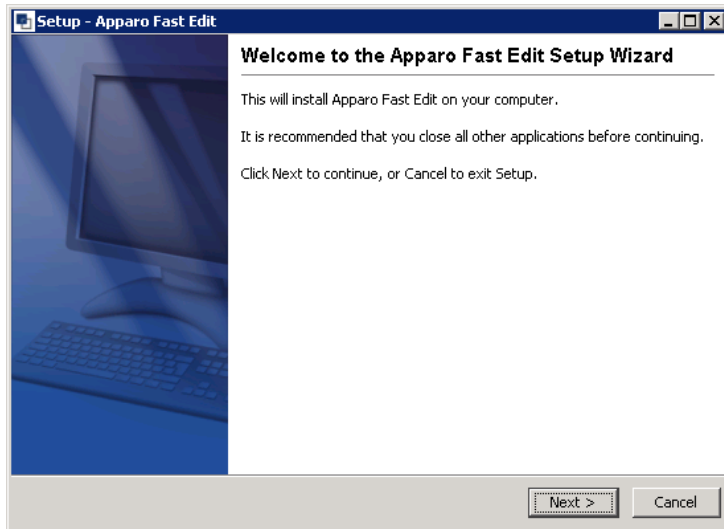 Setup - Apparo Fast Edit
Welcome to the Apparo Fast Edit Setup Wizard
This will install Apparo Fast Edit on your computer.
It is recommended that you close all other applications before continuing.
Click Next to continue, or Cancel to exit Setup.
Next > Cancel